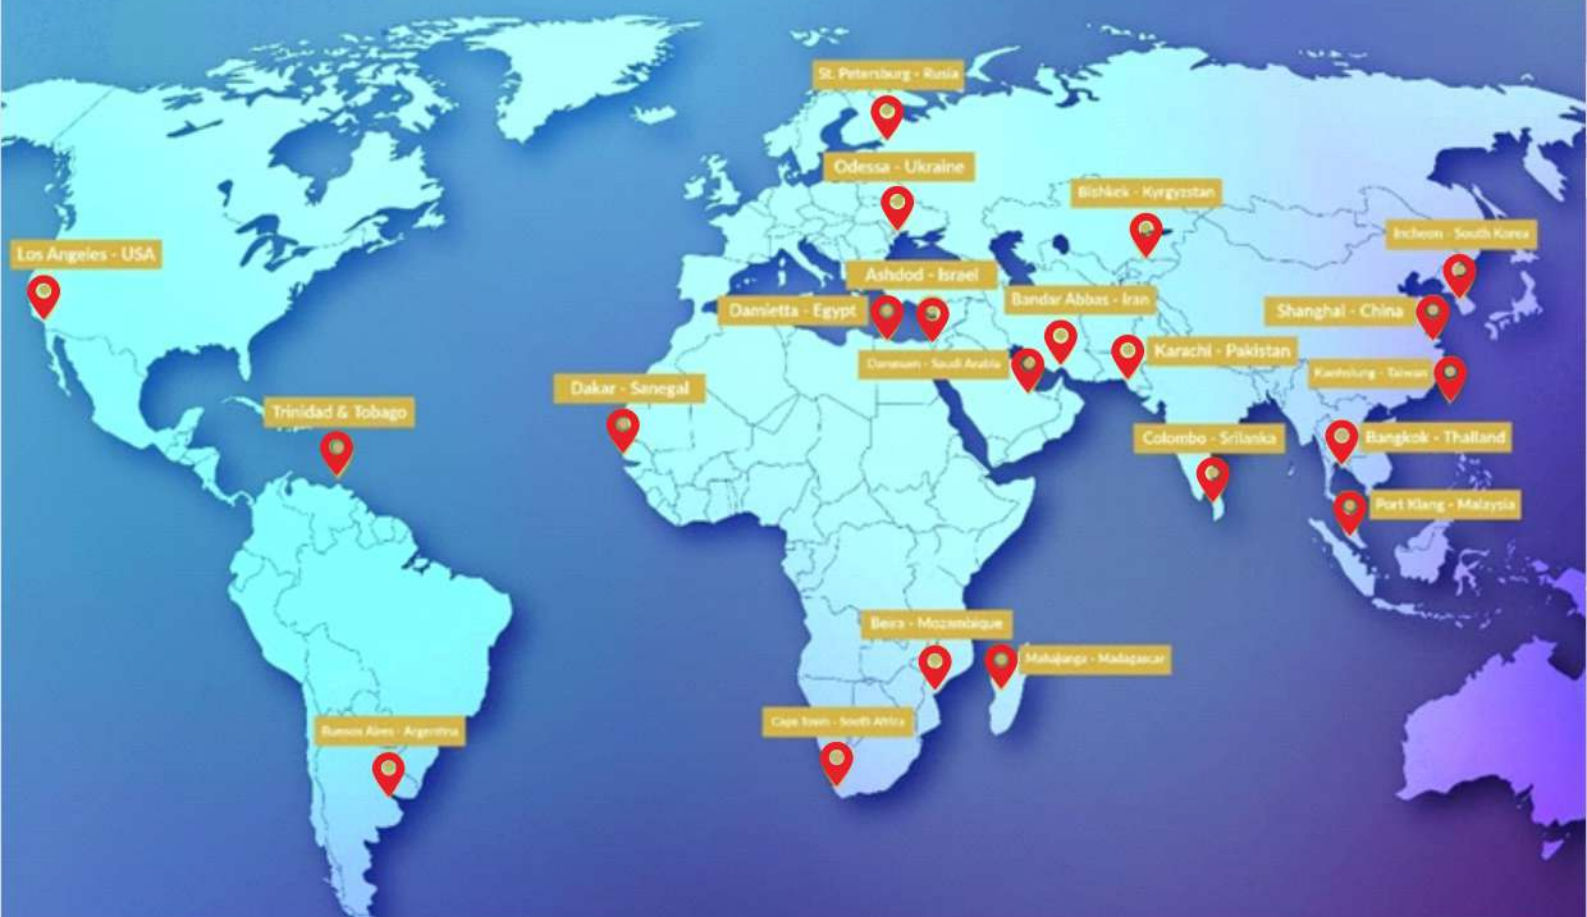 St. Petersburg - Rusia
Odessa - Ukraine
Bishkek - Kyrgyzstan
Incheon - South Korea
Los Angeles - USA
Ashdod - Israel
Damietta - Egypt
Bandar Abbas - Iran
Shanghai - China
Karachi - Pakistan
Dammam - Saudi Arabia
Kaohsiung - Taiwan
Dakar - Sanegal
Trinidad & Tobago
Colombo - Srilanka
Bangkok - Thailand
Port Klang - Malaysia
Beira - Mozambique
Mahajanga - Madagascar
Cape Town - South Africa
Buenos Aires - Argentina